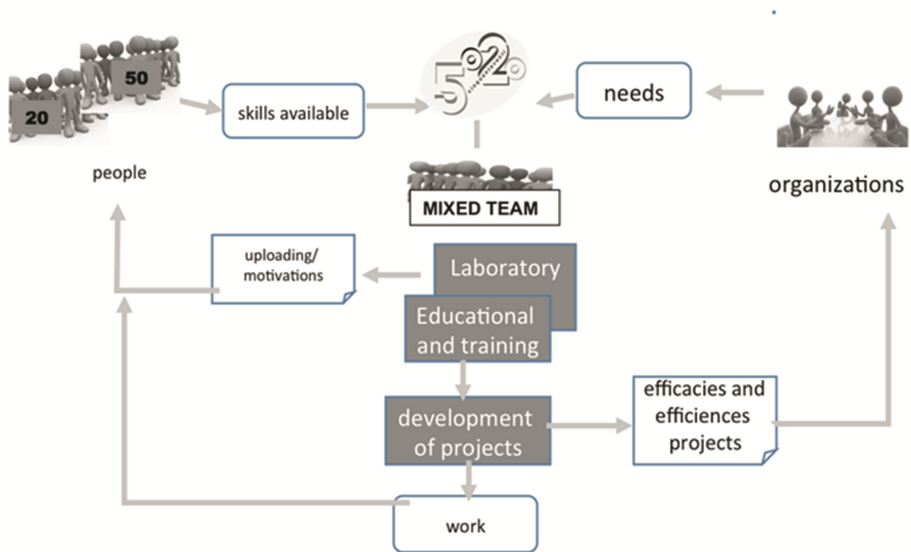 50
20
5020
skills available
needs
people
MIXED TEAM
organizations
uploading/
motivations
Laboratory
Educational
and training
development
of projects
efficacies and
efficiences
projects
work